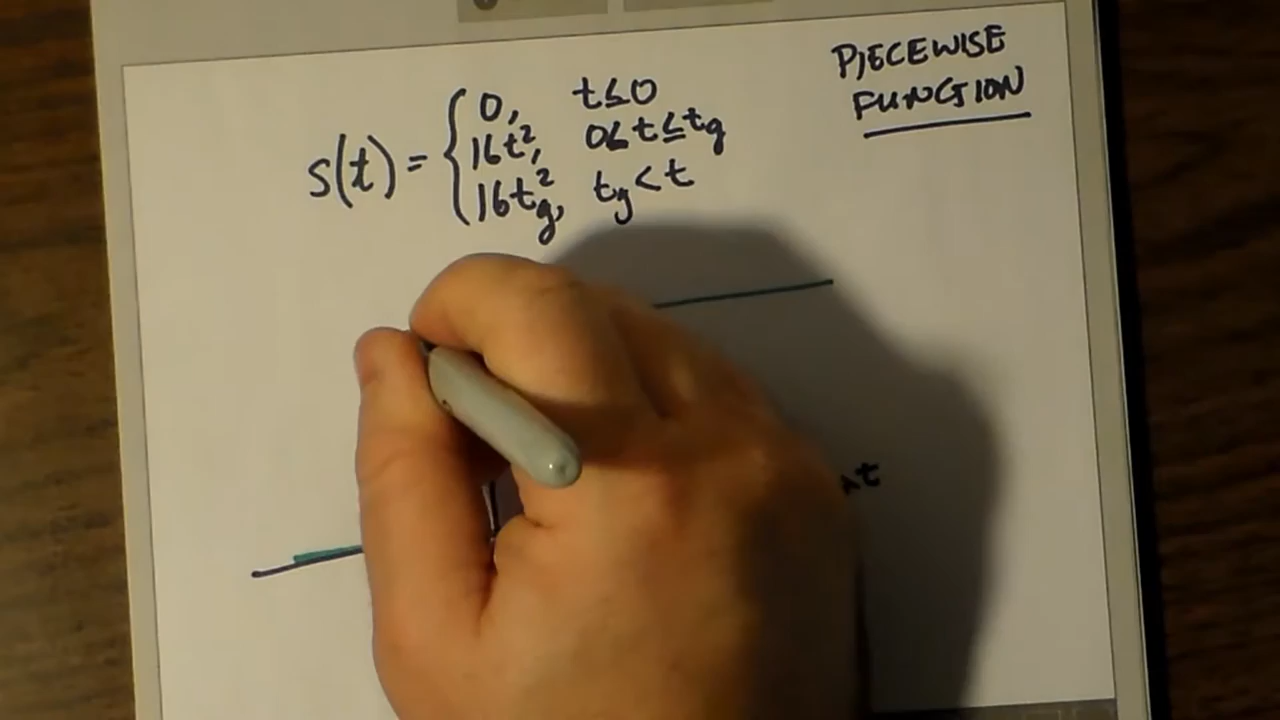 PIECEWISE
FUNCTION
0, t≤0
s(t) = { 16t², 0≤t≤tg
16tg², tg<t
t